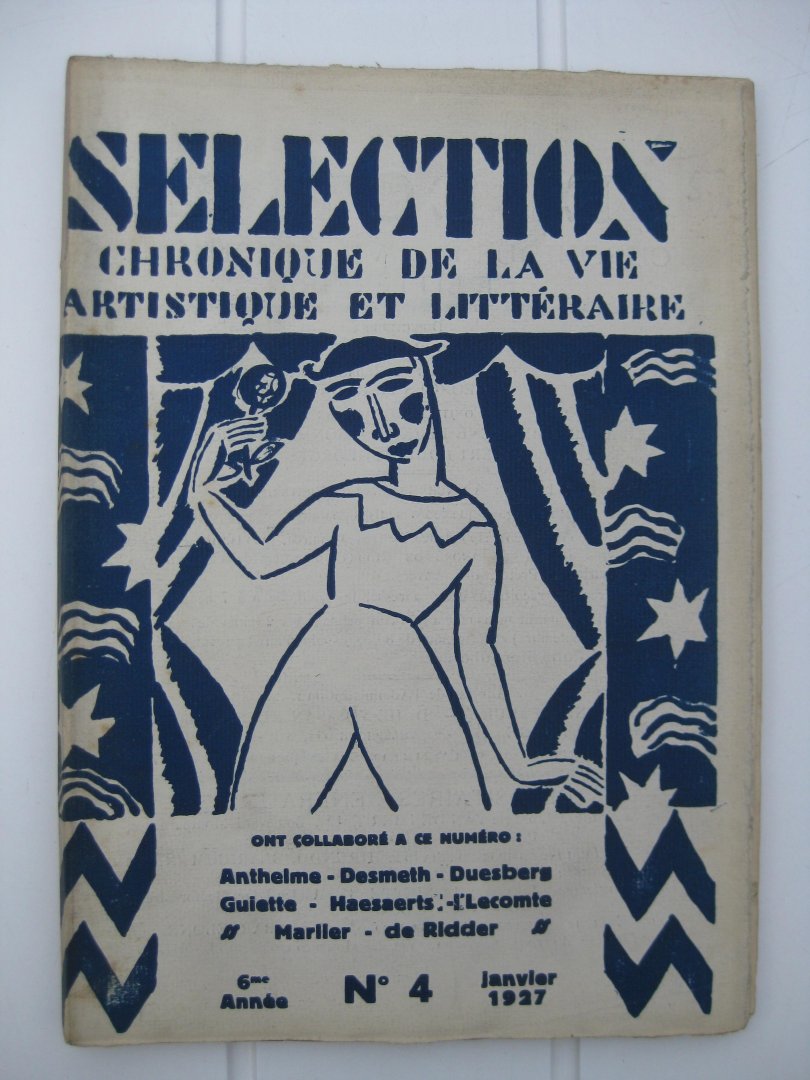 SELECTION
CHRONIQUE DE LA VIE
ARTISTIQUE ET LITTÉRAIRE
ONT COLLABORÉ A CE NUMÉRO :
Anthelme - Desmeth - Duesberg
Guiette - Haesaerts - Lecomte
Marlier - de Ridder
6me Année N° 4 janvier 1927